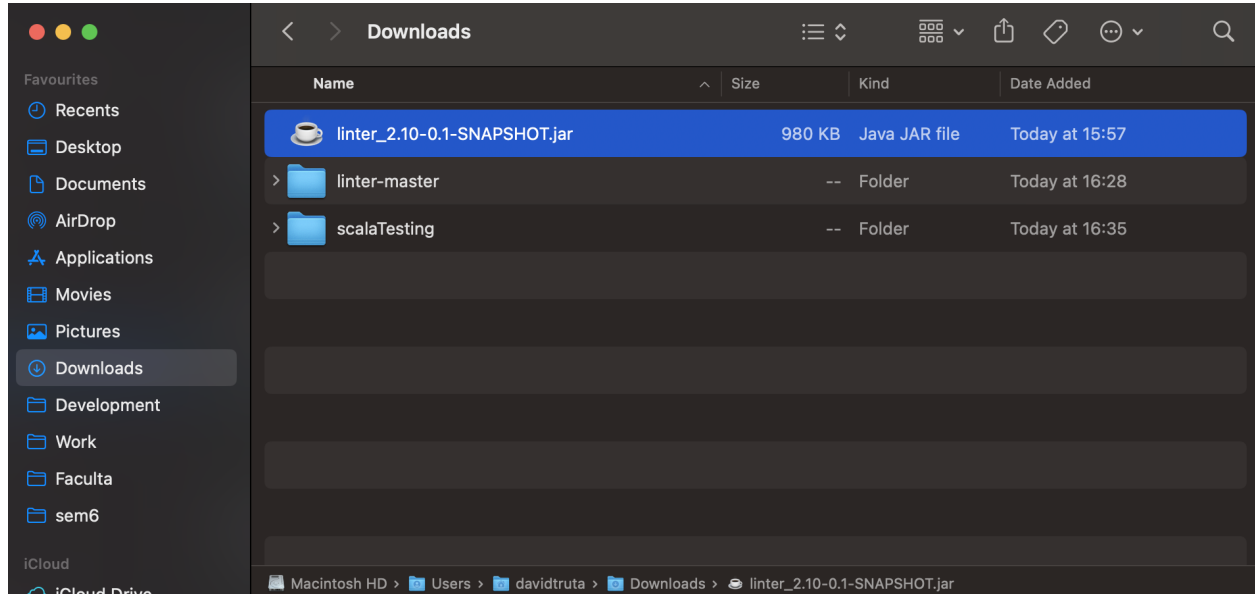 Downloads
Favourites
Recents
Desktop
Documents
AirDrop
Applications
Movies
Pictures
Downloads
Development
Work
Faculta
sem6
iCloud
iCloud Drive
Name Size Kind Date Added
linter_2.10-0.1-SNAPSHOT.jar 980 KB Java JAR file Today at 15:57
linter-master -- Folder Today at 16:28
scalaTesting -- Folder Today at 16:35
Macintosh HD › Users › davidtruta › Downloads › linter_2.10-0.1-SNAPSHOT.jar